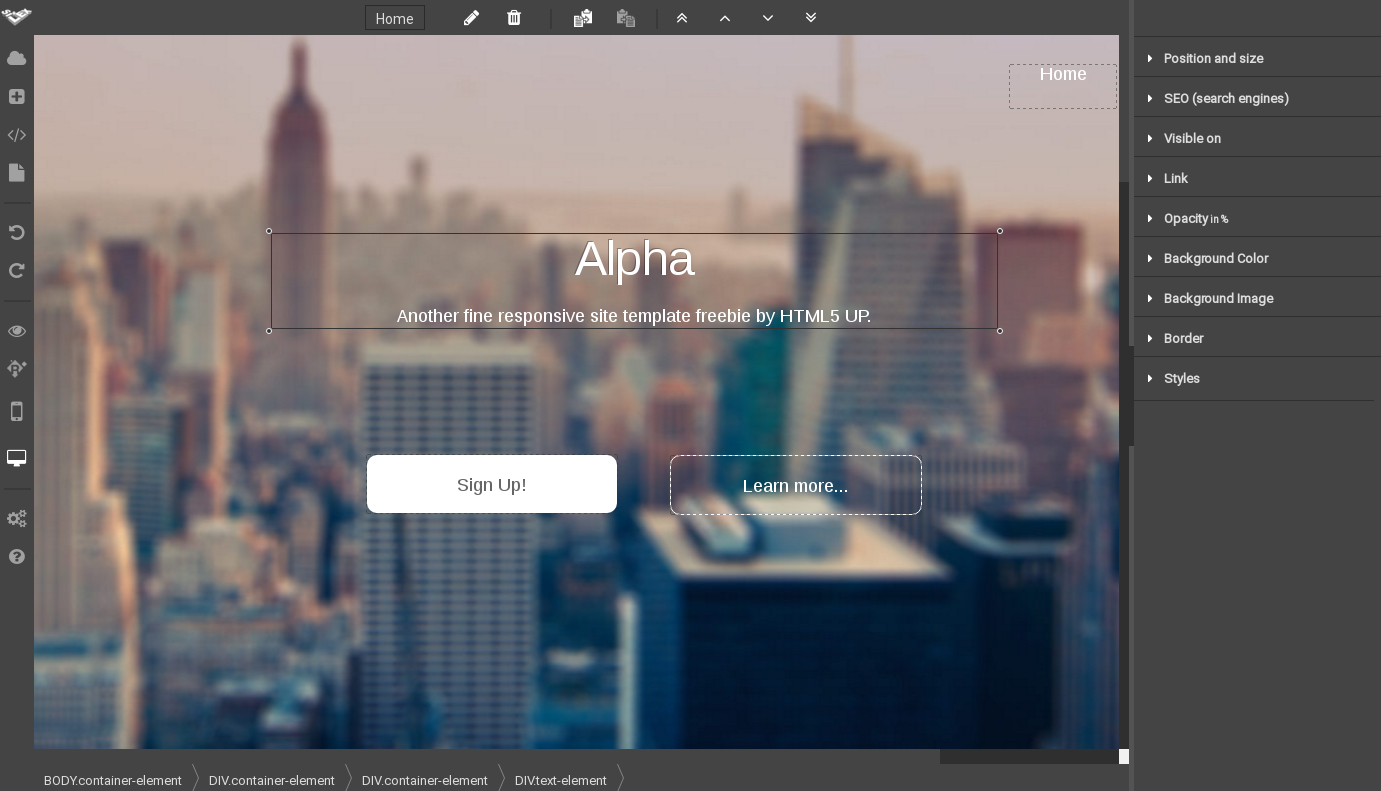 Home
Home
Alpha
Another fine responsive site template freebie by HTML5 UP.
Sign Up!
Learn more...
Position and size
SEO (search engines)
Visible on
Link
Opacity in %
Background Color
Background Image
Border
Styles
BODY.container-element
DIV.container-element
DIV.container-element
DIV.text-element